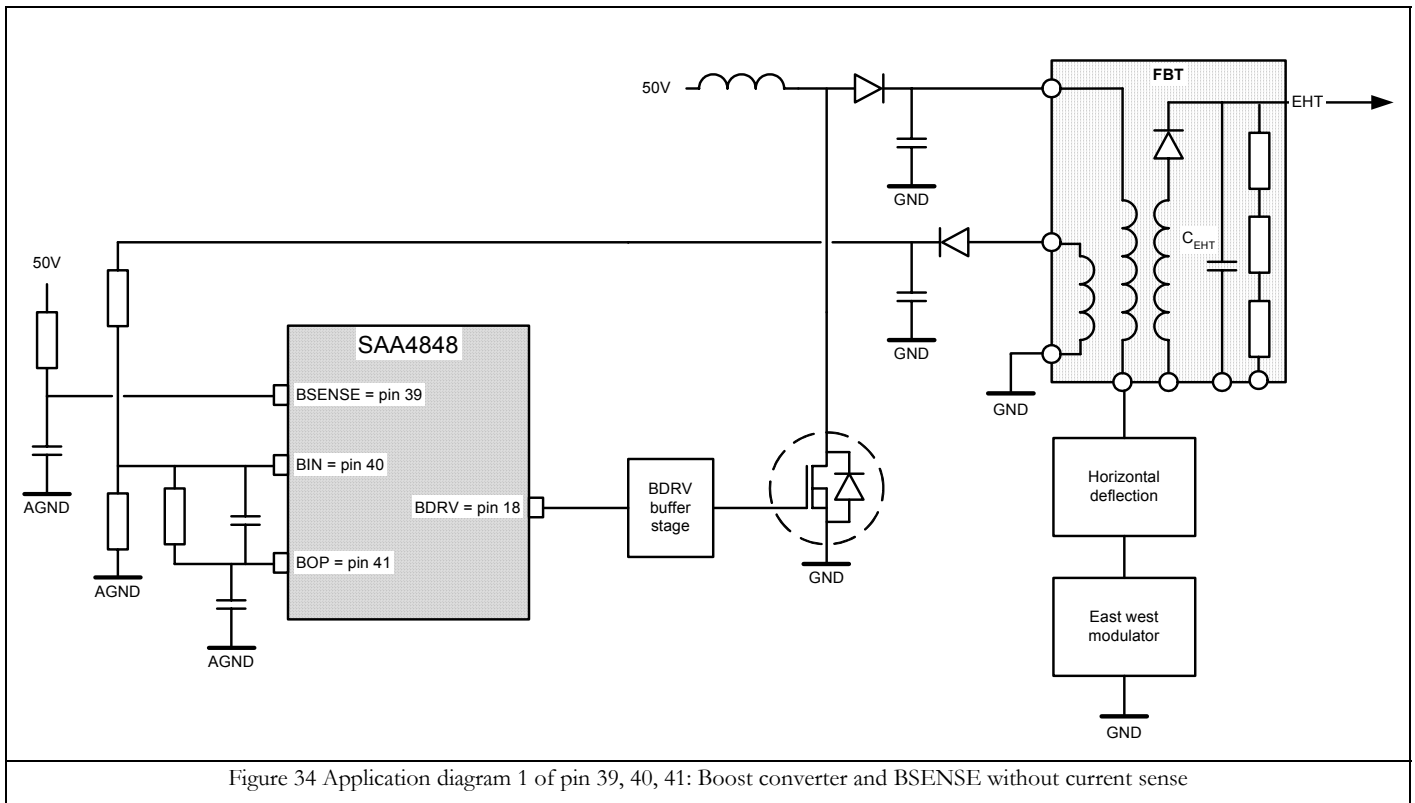 50V
FBT
EHT
GND
C_EHT
50V
GND
SAA4848
BSENSE = pin 39
GND
AGND
BIN = pin 40
BDRV = pin 18
BDRV
buffer
stage
Horizontal
deflection
BOP = pin 41
AGND
GND
AGND
East west
modulator
GND
Figure 34 Application diagram 1 of pin 39, 40, 41: Boost converter and BSENSE without current sense